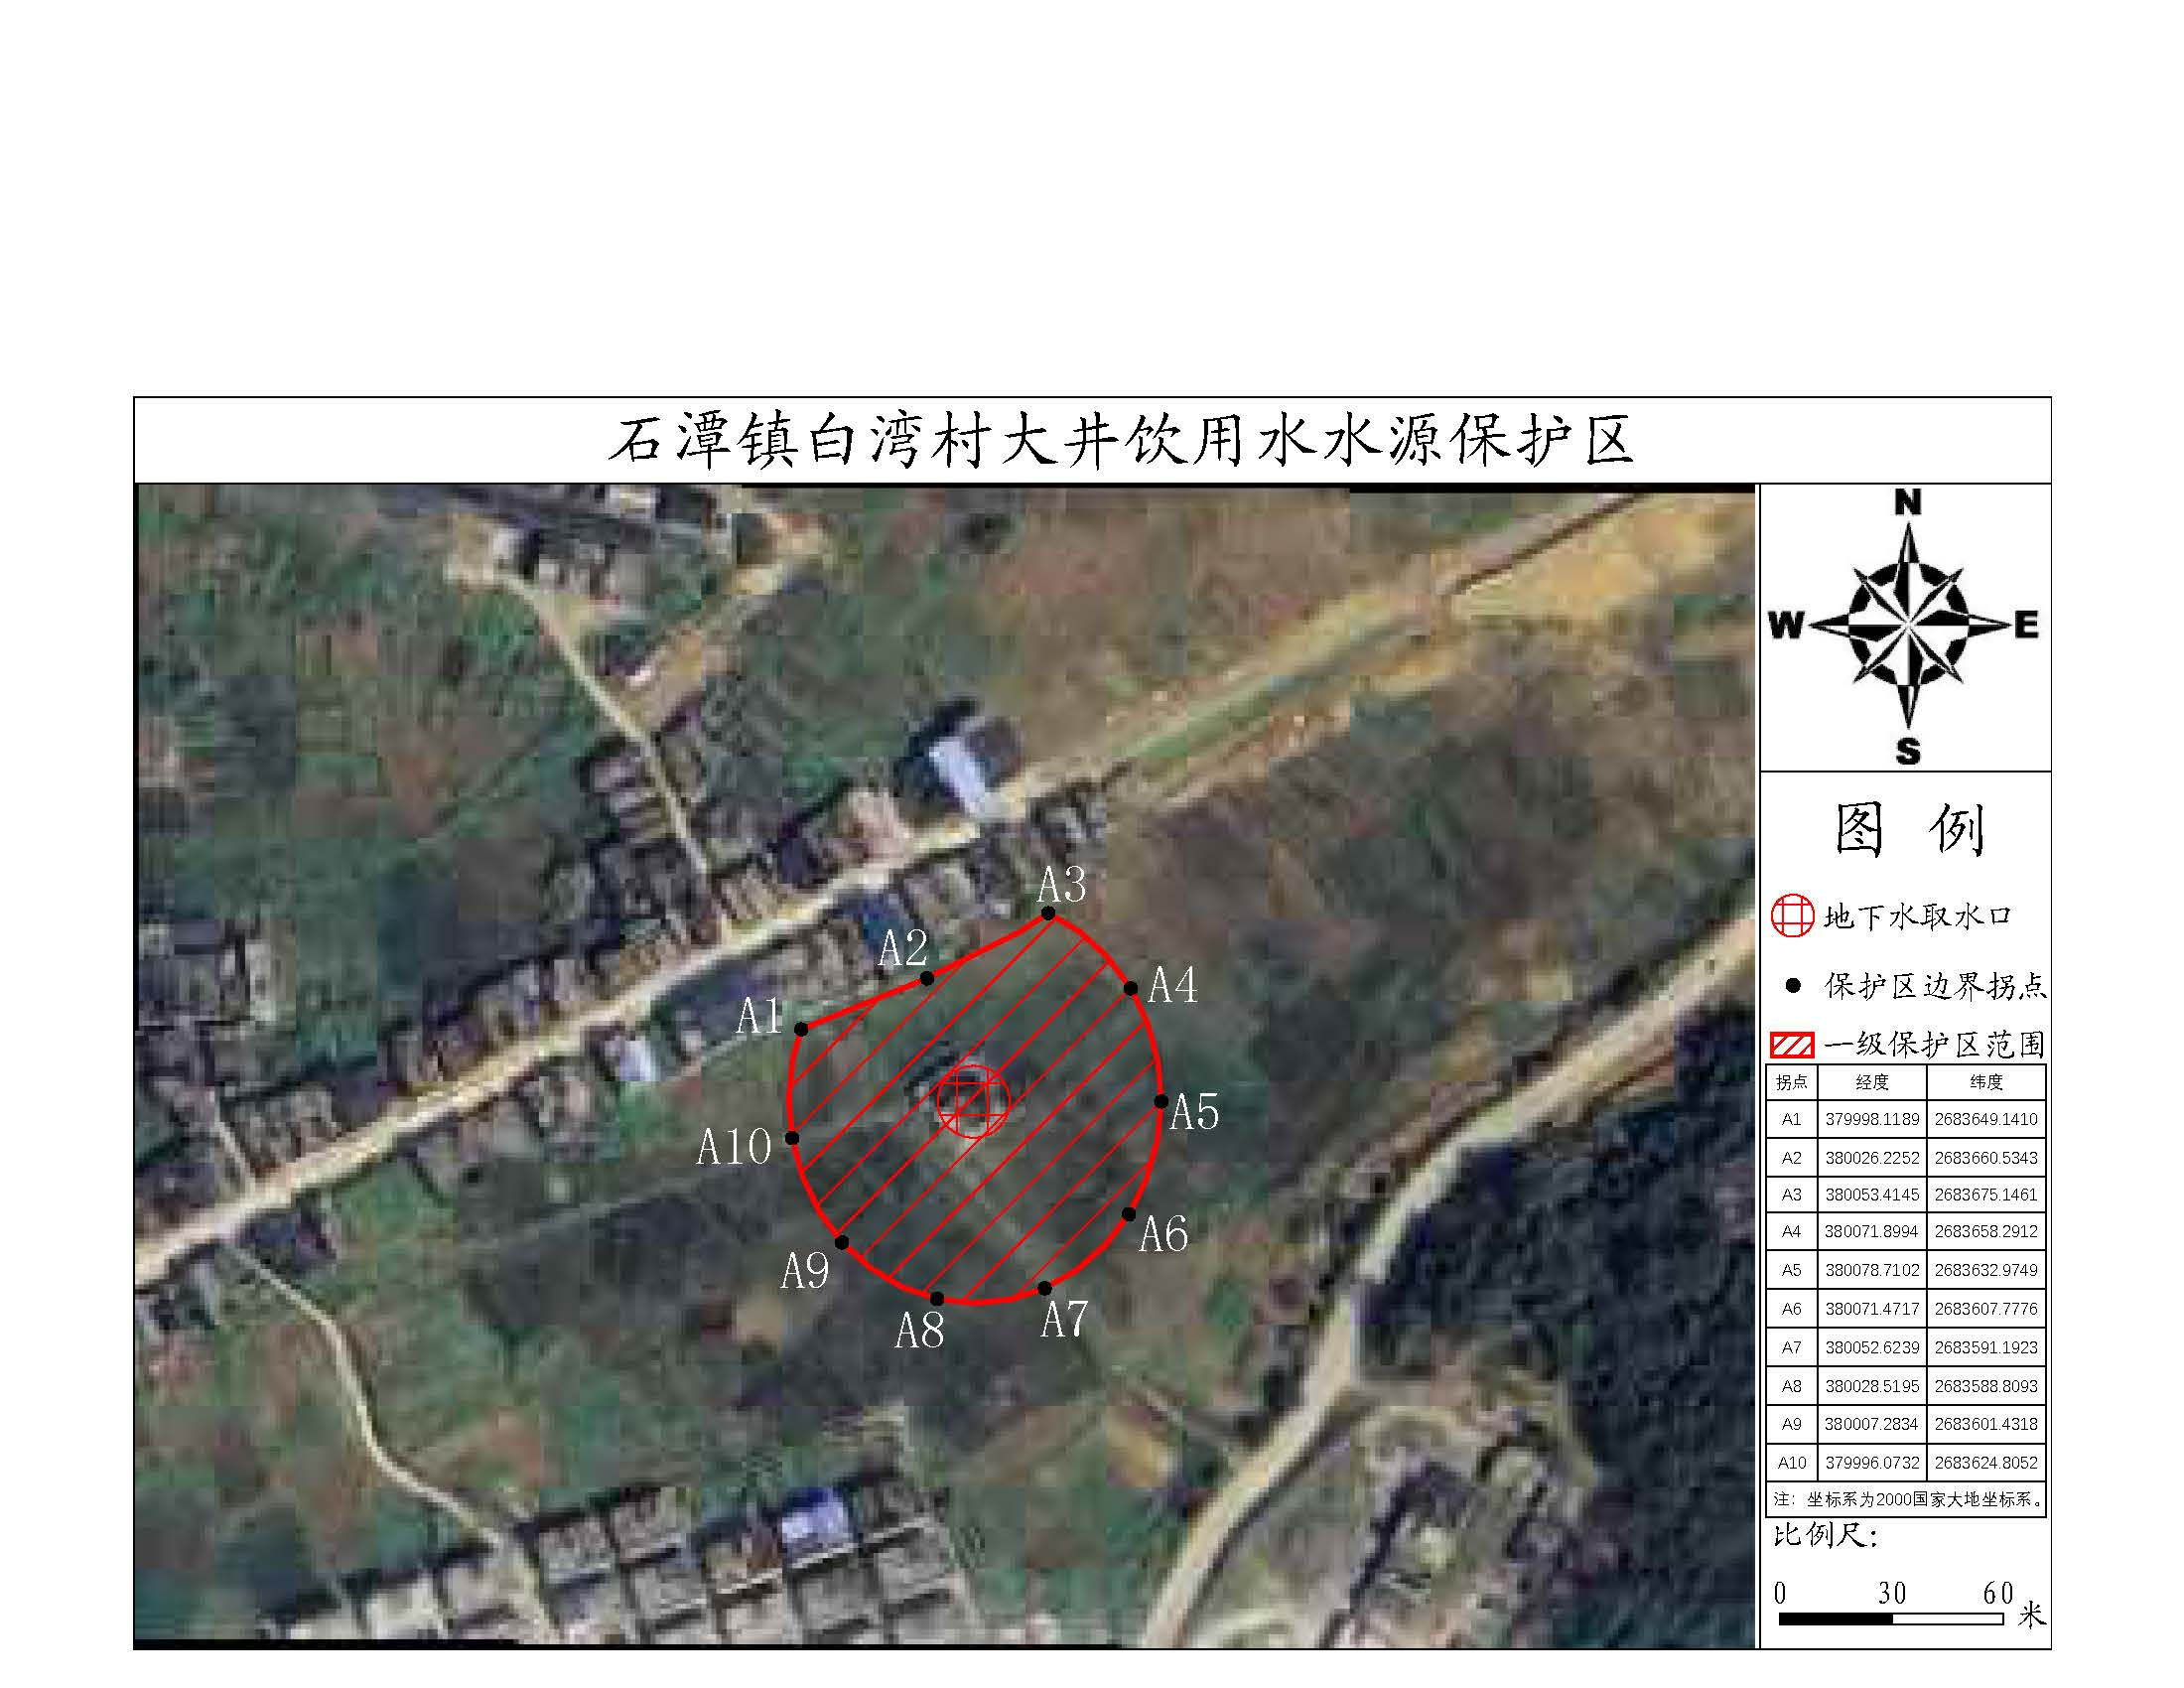 石潭镇白湾村大井饮用水水源保护区
N
W
E
S
图 例
地下水取水口
保护区边界拐点
一级保护区范围
拐点 经度 纬度
A1 379998.1189 2683649.1410
A2 380026.2252 2683660.5343
A3 380053.4145 2683675.1461
A4 380071.8994 2683658.2912
A5 380078.7102 2683632.9749
A6 380071.4717 2683607.7776
A7 380052.6239 2683591.1923
A8 380028.5195 2683588.8093
A9 380007.2834 2683601.4318
A10 379996.0732 2683624.8052
注：坐标系为2000国家大地坐标系。
比例尺：
0 30 60 米
A3
A2
A4
A1
A5
A10
A6
A9
A7
A8